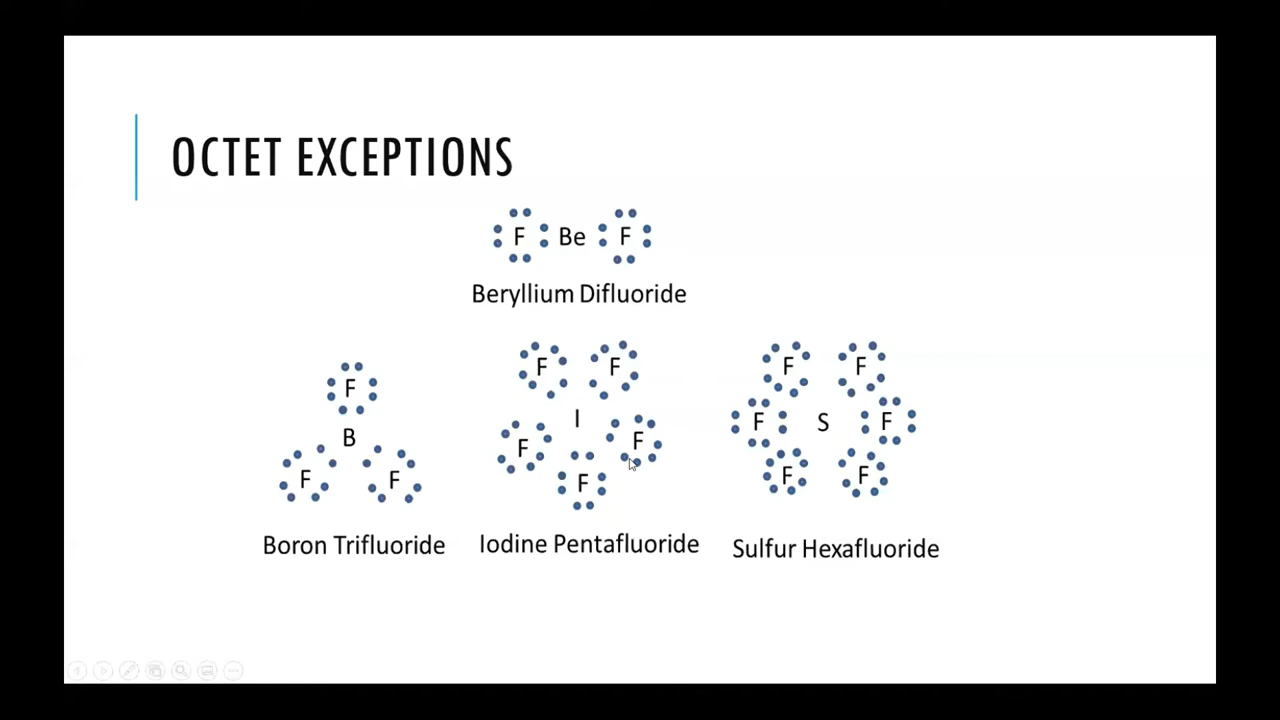 OCTET EXCEPTIONS
F Be F
Beryllium Difluoride
F
B
F F
Boron Trifluoride
F F
I
F F
F
Iodine Pentafluoride
F F
F S F
F F
Sulfur Hexafluoride